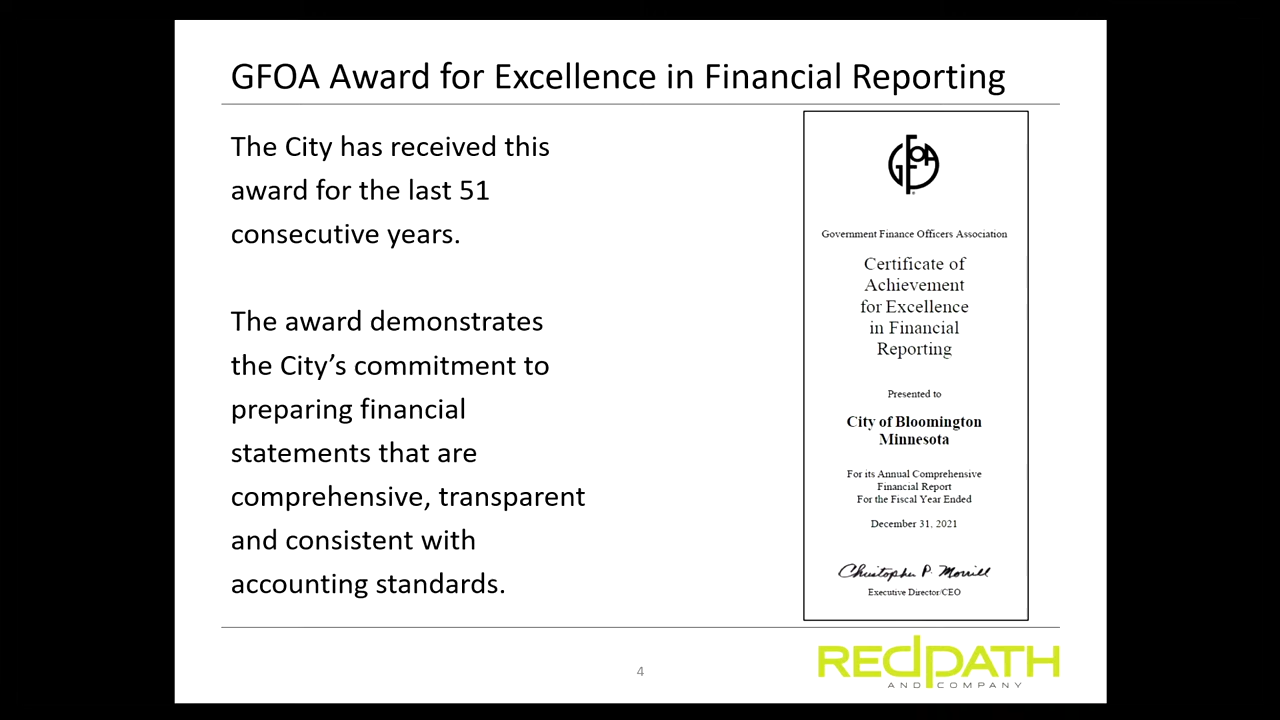 GFOA Award for Excellence in Financial Reporting
The City has received this
award for the last 51
consecutive years.
The award demonstrates
the City’s commitment to
preparing financial
statements that are
comprehensive, transparent
and consistent with
accounting standards.
GFOA
Government Finance Officers Association
Certificate of
Achievement
for Excellence
in Financial
Reporting
Presented to
City of Bloomington
Minnesota
For its Annual Comprehensive
Financial Report
For the Fiscal Year Ended
December 31, 2021
Christopher P. Morrill
Executive Director/CEO
4
REDPATH
AND COMPANY